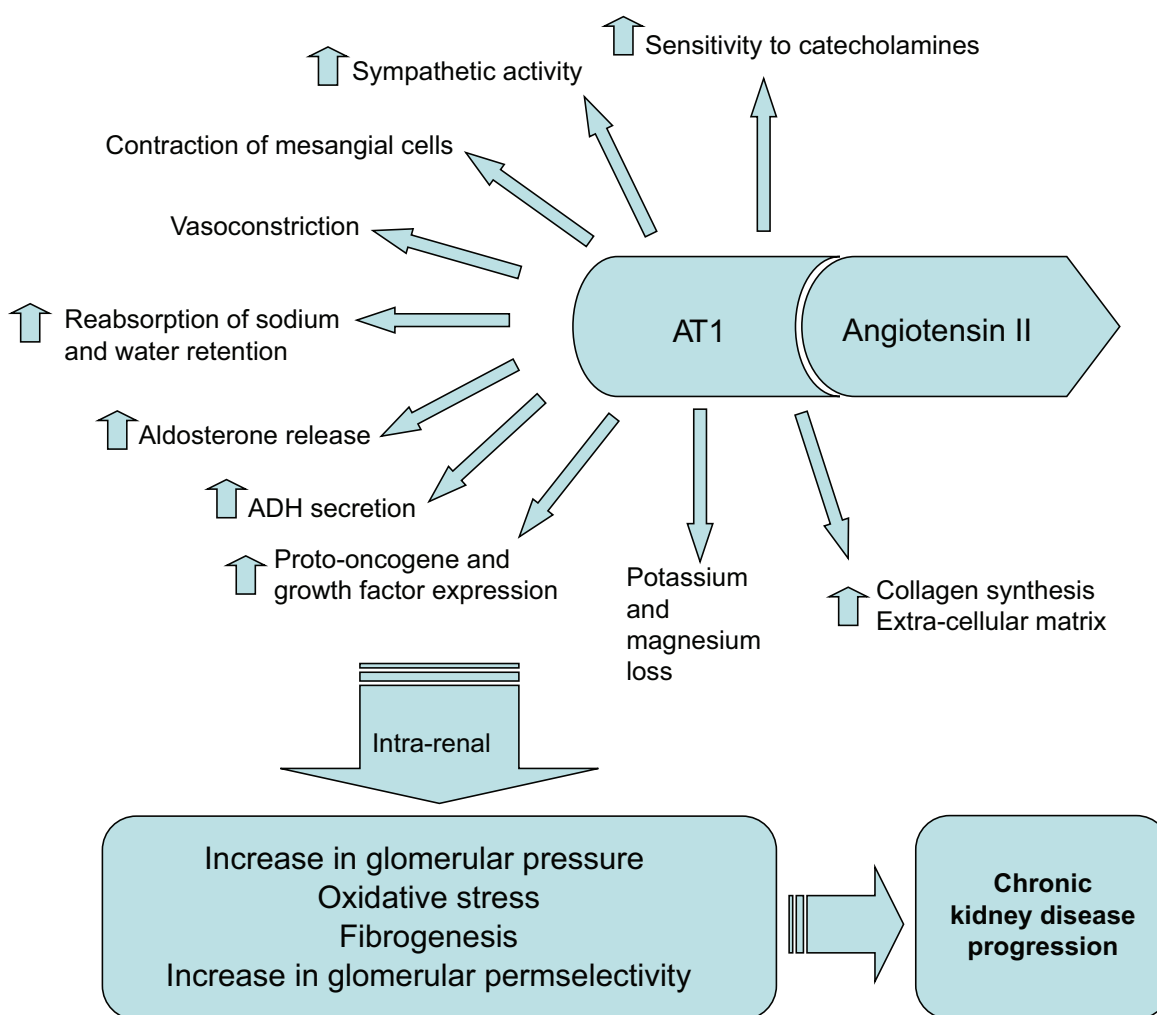 Sensitivity to catecholamines
Sympathetic activity
Contraction of mesangial cells
Vasoconstriction
Reabsorption of sodium
and water retention
AT1
Angiotensin II
Aldosterone release
ADH secretion
Proto-oncogene and
growth factor expression
Potassium
and
magnesium
loss
Collagen synthesis
Extra-cellular matrix
Intra-renal
Increase in glomerular pressure
Oxidative stress
Fibrogenesis
Increase in glomerular permselectivity
Chronic
kidney disease
progression